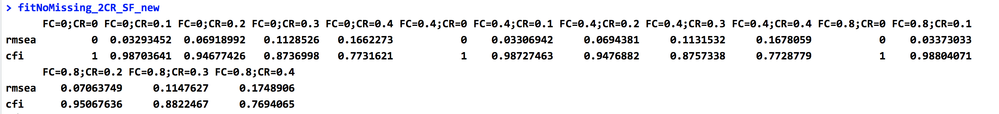 > fitNoMissing_2CR_SF_new
FC=0;CR=0 FC=0;CR=0.1 FC=0;CR=0.2 FC=0;CR=0.3 FC=0;CR=0.4 FC=0.4;CR=0 FC=0.4;CR=0.1 FC=0.4;CR=0.2 FC=0.4;CR=0.3 FC=0.4;CR=0.4 FC=0.8;CR=0 FC=0.8;CR=0.1
rmsea 0 0.03293452 0.06918992 0.1128526 0.1662273 0 0.03306942 0.0694381 0.1131532 0.1678059 0 0.03373033
cfi 1 0.98703641 0.94677426 0.8736998 0.7731621 1 0.98727463 0.9476882 0.8757338 0.7728779 1 0.98804071
FC=0.8;CR=0.2 FC=0.8;CR=0.3 FC=0.8;CR=0.4
rmsea 0.07063749 0.1147627 0.1748906
cfi 0.95067636 0.8822467 0.7694065